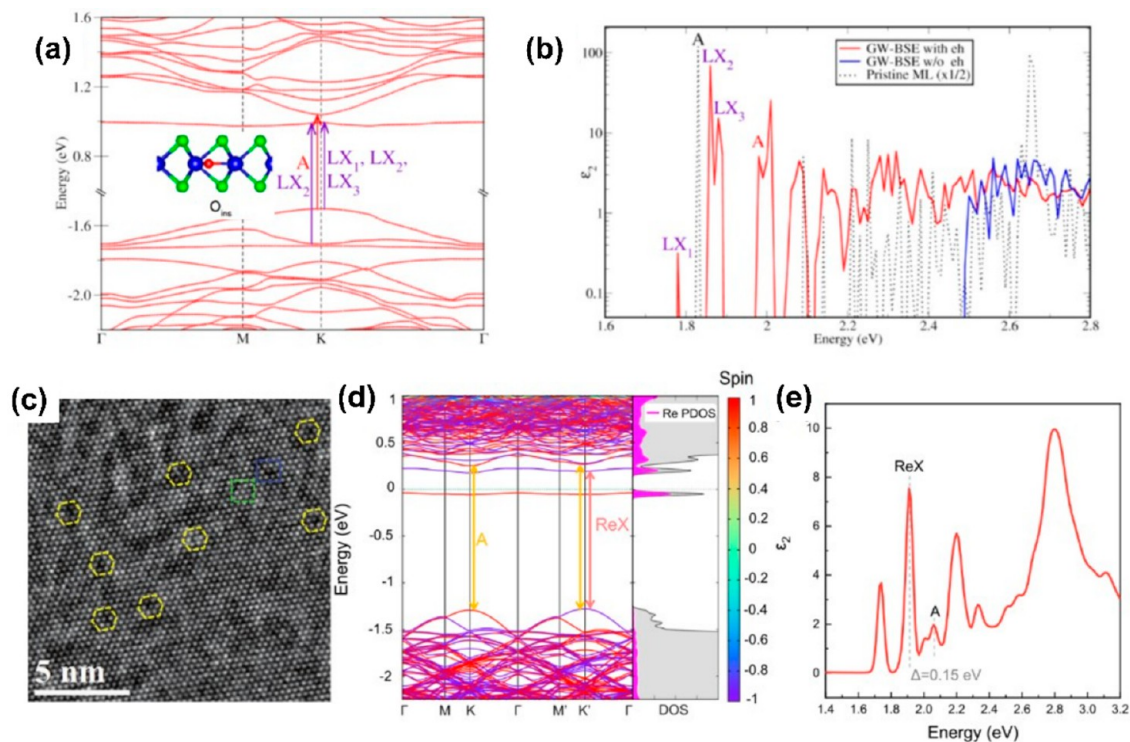 (a)
1.6
1.2
0.8
-1.6
-2.0
Energy (eV)
A
LX2
LX1, LX2,
LX3
Oins
Γ
M
K
Γ
(b)
A
LX2
LX3
A
LX1
GW-BSE with eh
GW-BSE w/o eh
Pristine ML (x1/2)
100
10
1
0.1
ε2
1.6
1.8
2
2.2
2.4
2.6
2.8
Energy (eV)
(c)
5 nm
(d)
Spin
Re PDOS
1
0.5
0
-0.5
-1
-1.5
-2
Energy (eV)
A
ReX
Γ
M
K
Γ
M'
K'
Γ
DOS
1
0.8
0.6
0.4
0.2
0
-0.2
-0.4
-0.6
-0.8
-1
(e)
ReX
A
Δ=0.15 eV
10
8
6
4
2
0
ε2
1.4
1.6
1.8
2.0
2.2
2.4
2.6
2.8
3.0
3.2
Energy (eV)